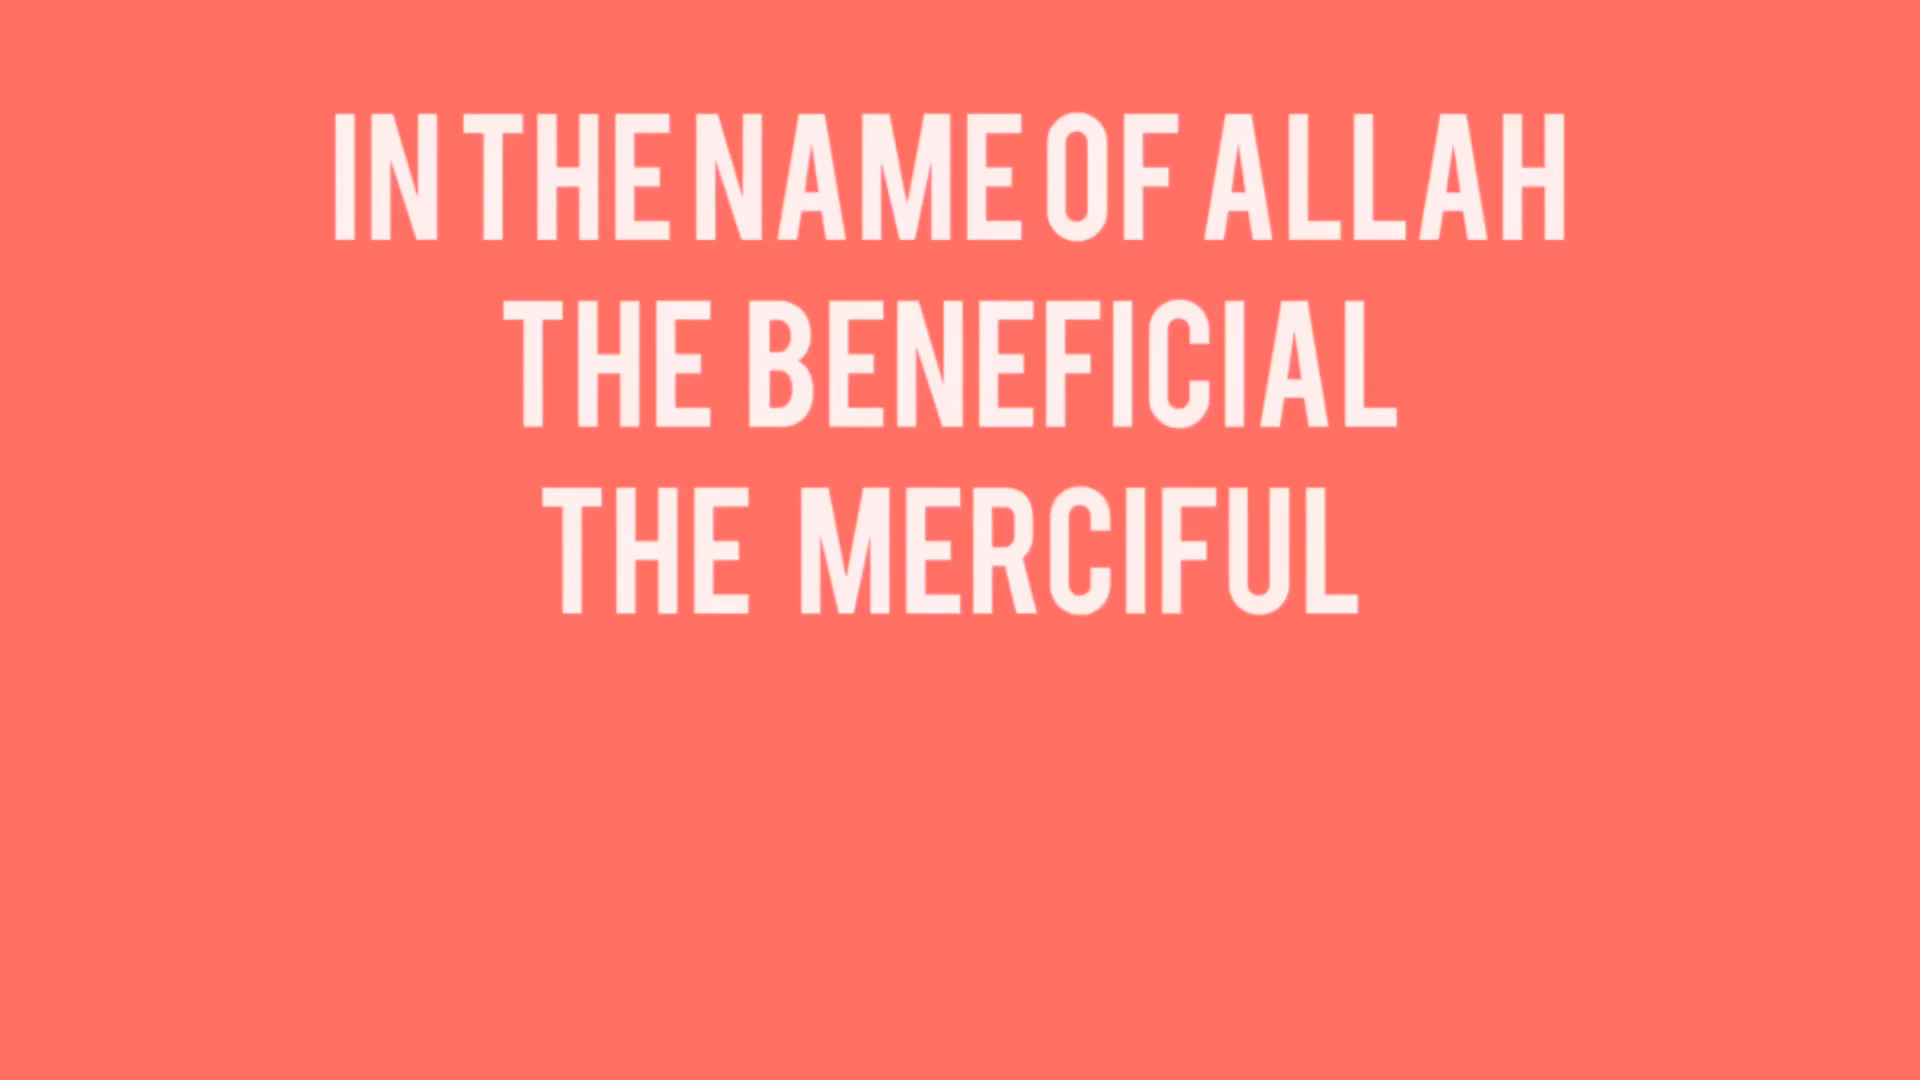 IN THE NAME OF ALLAH
THE BENEFICIAL
THE MERCIFUL